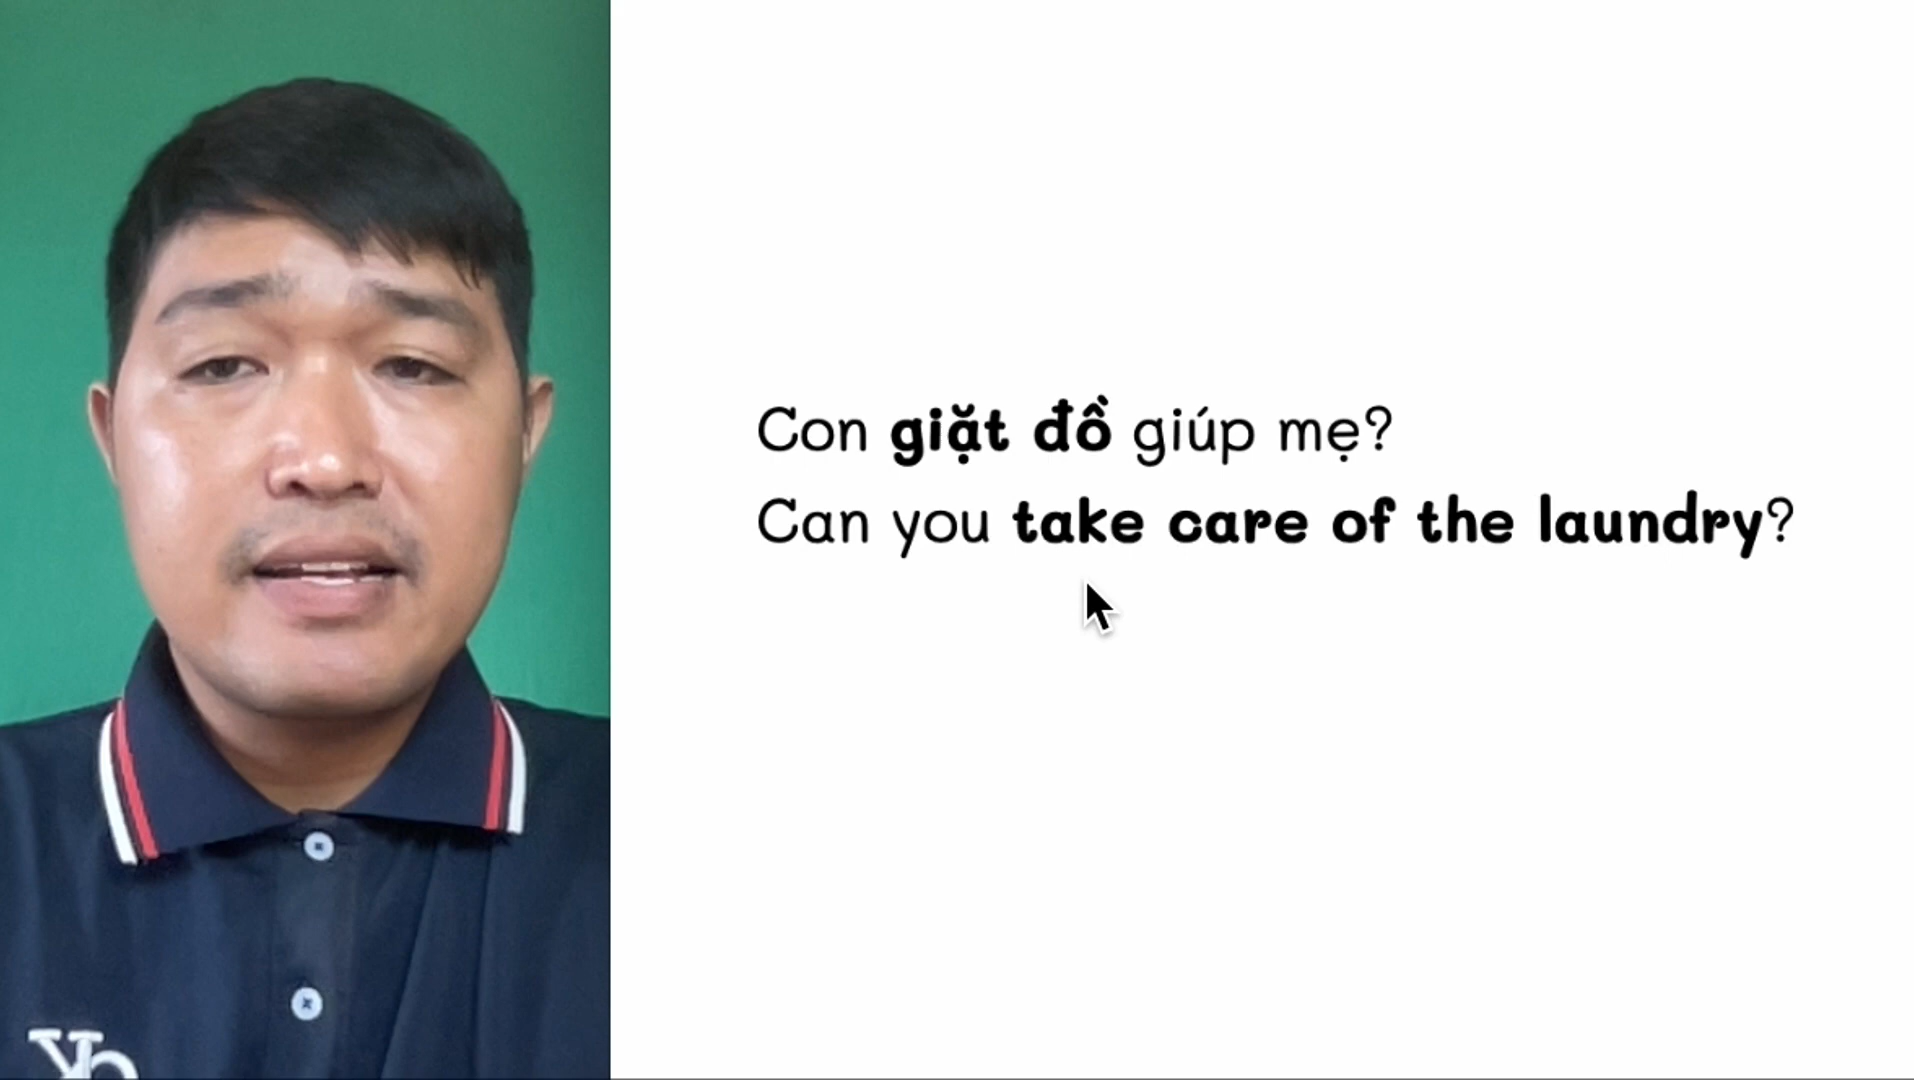 Con giặt đồ giúp mẹ?
Can you take care of the laundry?